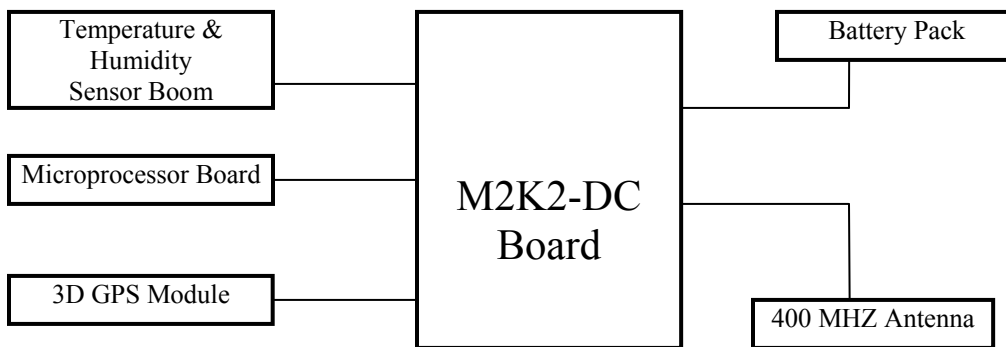 Temperature &
Humidity
Sensor Boom
Microprocessor Board
3D GPS Module
M2K2-DC
Board
Battery Pack
400 MHZ Antenna